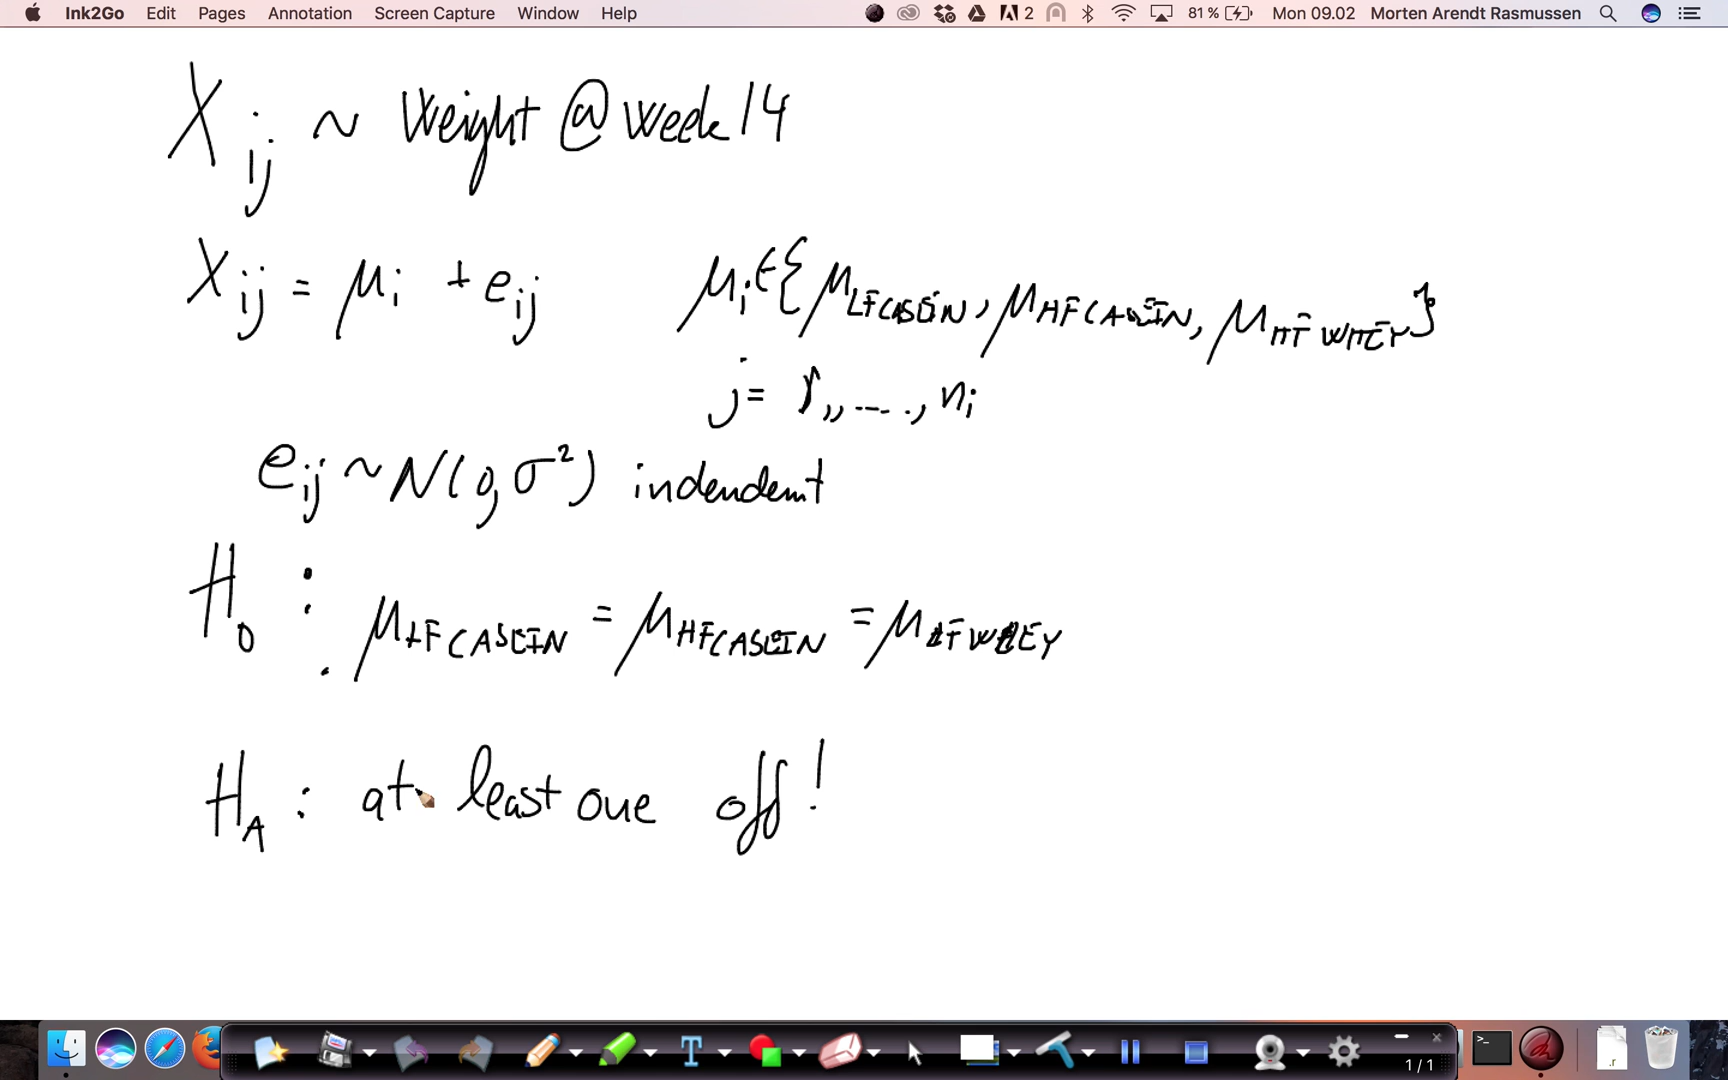 Ink2Go Edit Pages Annotation Screen Capture Window Help 2 81% Mon 09.02 Morten Arendt Rasmussen
X_ij ~ Weight @ week 14
X_ij = μ_i + e_ij μ_i ∈ {μ_LFCASEIN, μ_HFCASEIN, μ_HFWHEY}
j = 1,, ...., n_i
e_ij ~ N(0, σ²) indendent
H_0 : μ_LFCASEIN = μ_HFCASEIN = μ_HFWHEY
H_A : at least one off!
T >_ .r
1 / 1